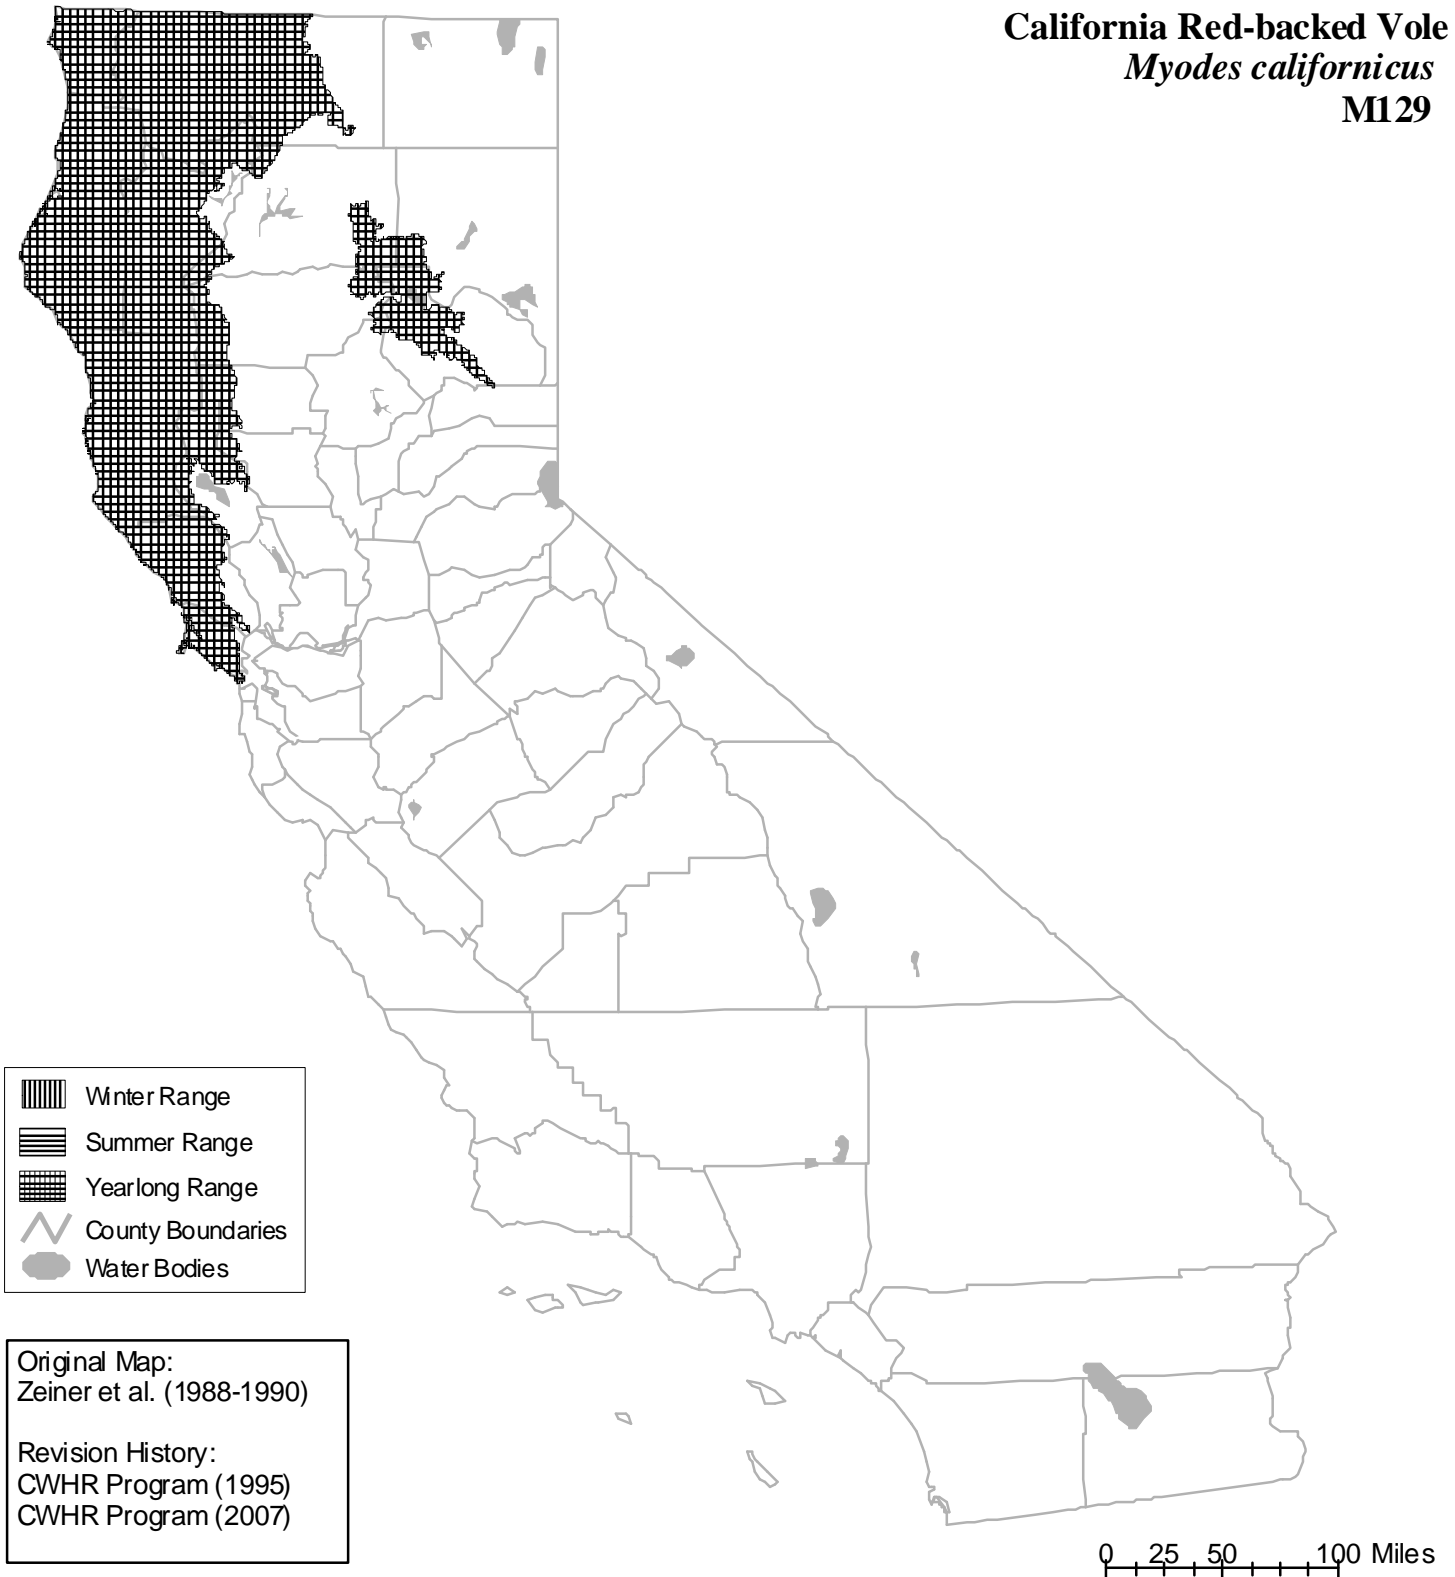 California Red-backed Vole
Myodes californicus
M129
Winter Range
Summer Range
Yearlong Range
County Boundaries
Water Bodies
Original Map:
Zeiner et al. (1988-1990)
Revision History:
CWHR Program (1995)
CWHR Program (2007)
0 25 50 100 Miles